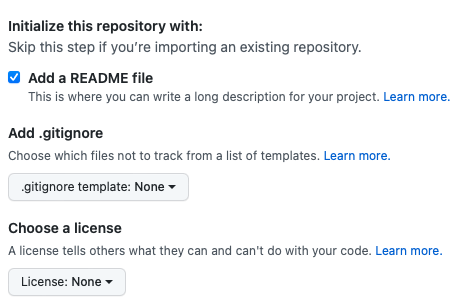 Initialize this repository with:
Skip this step if you’re importing an existing repository.
Add a README file
This is where you can write a long description for your project. Learn more.
Add .gitignore
Choose which files not to track from a list of templates. Learn more.
.gitignore template: None
Choose a license
A license tells others what they can and can't do with your code. Learn more.
License: None